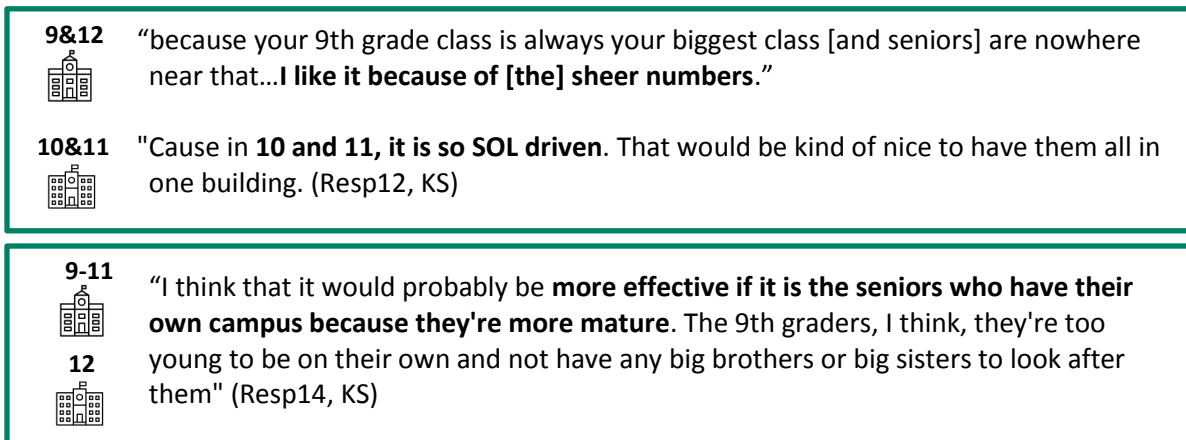 9&12
“because your 9th grade class is always your biggest class [and seniors] are nowhere
near that…I like it because of [the] sheer numbers.”
10&11
"Cause in 10 and 11, it is so SOL driven. That would be kind of nice to have them all in
one building. (Resp12, KS)
9-11
“I think that it would probably be more effective if it is the seniors who have their
own campus because they're more mature. The 9th graders, I think, they're too
12
young to be on their own and not have any big brothers or big sisters to look after
them" (Resp14, KS)